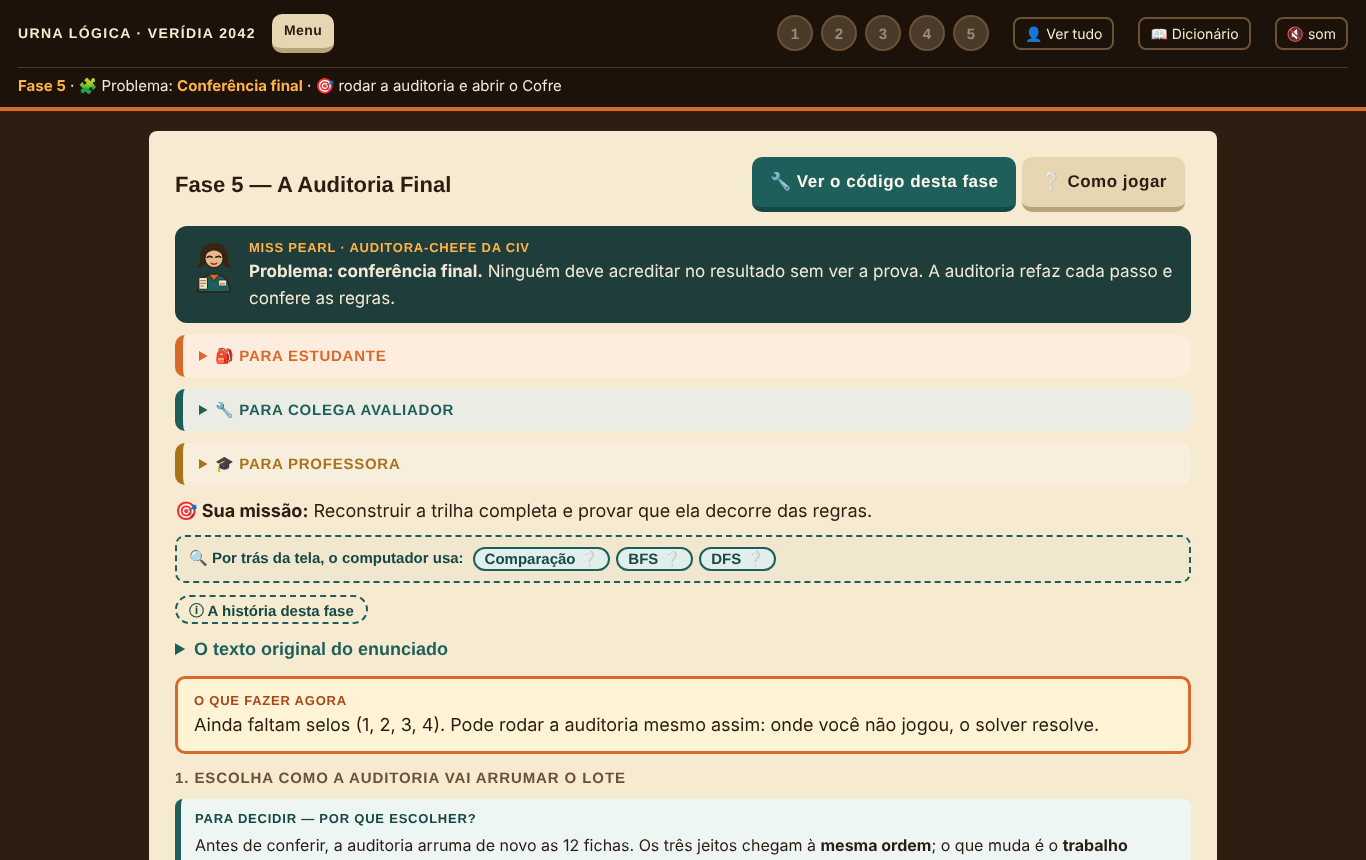 URNA LÓGICA · VERÍDIA 2042 Menu 1 2 3 4 5 👤 Ver tudo 📖 Dicionário 🔇 som
Fase 5 · 🧩 Problema: Conferência final · 🎯 rodar a auditoria e abrir o Cofre
Fase 5 — A Auditoria Final 🔧 Ver o código desta fase ❔ Como jogar
MISS PEARL · AUDITORA-CHEFE DA CIV
Problema: conferência final. Ninguém deve acreditar no resultado sem ver a prova. A auditoria refaz cada passo e
confere as regras.
▶ 🎒 PARA ESTUDANTE
▶ 🔧 PARA COLEGA AVALIADOR
▶ 🎓 PARA PROFESSORA
🎯 Sua missão: Reconstruir a trilha completa e provar que ela decorre das regras.
🔍 Por trás da tela, o computador usa: Comparação ❔ BFS ❔ DFS ❔
ⓘ A história desta fase
▶ O texto original do enunciado
O QUE FAZER AGORA
Ainda faltam selos (1, 2, 3, 4). Pode rodar a auditoria mesmo assim: onde você não jogou, o solver resolve.
1. ESCOLHA COMO A AUDITORIA VAI ARRUMAR O LOTE
PARA DECIDIR — POR QUE ESCOLHER?
Antes de conferir, a auditoria arruma de novo as 12 fichas. Os três jeitos chegam à mesma ordem; o que muda é o trabalho